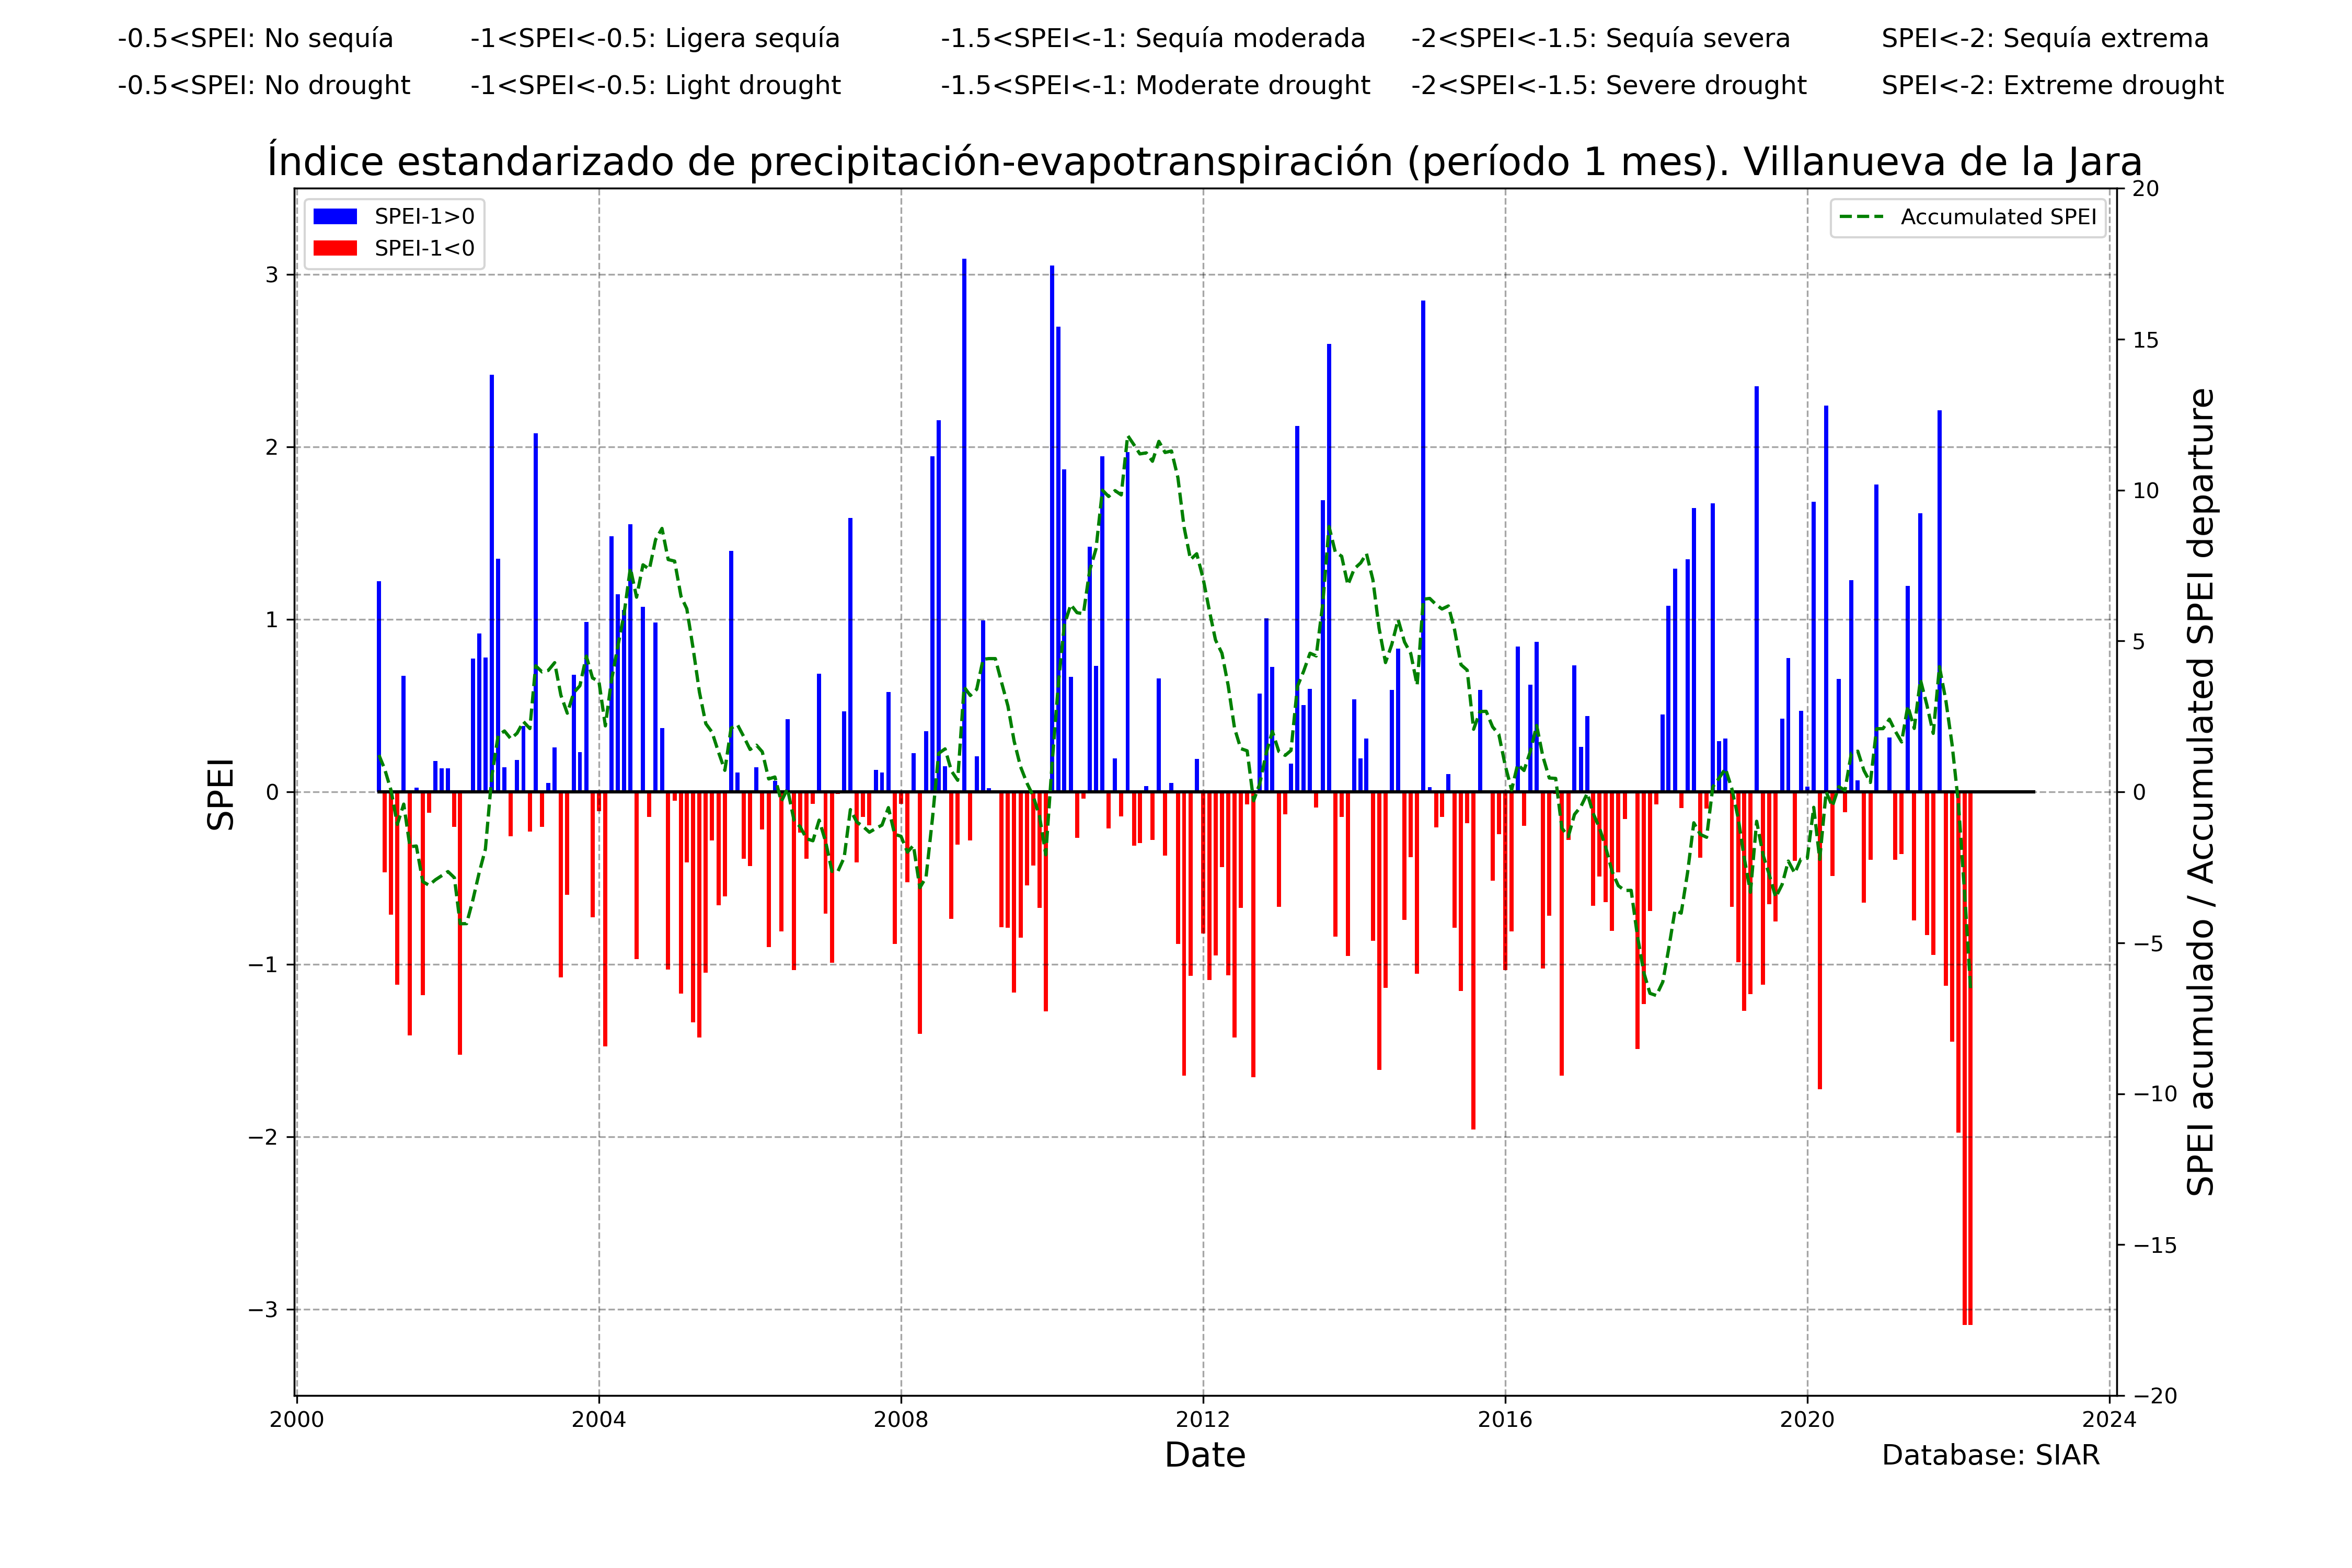 -0.5<SPEI: No sequía -1<SPEI<-0.5: Ligera sequía -1.5<SPEI<-1: Sequía moderada -2<SPEI<-1.5: Sequía severa SPEI<-2: Sequía extrema
-0.5<SPEI: No drought -1<SPEI<-0.5: Light drought -1.5<SPEI<-1: Moderate drought -2<SPEI<-1.5: Severe drought SPEI<-2: Extreme drought
Índice estandarizado de precipitación-evapotranspiración (período 1 mes). Villanueva de la Jara
SPEI-1>0
SPEI-1<0
Accumulated SPEI
SPEI
3
2
1
0
−1
−2
−3
20
15
10
5
0
−5
−10
−15
−20
SPEI acumulado / Accumulated SPEI departure
2000 2004 2008 2012 2016 2020 2024
Date
Database: SIAR